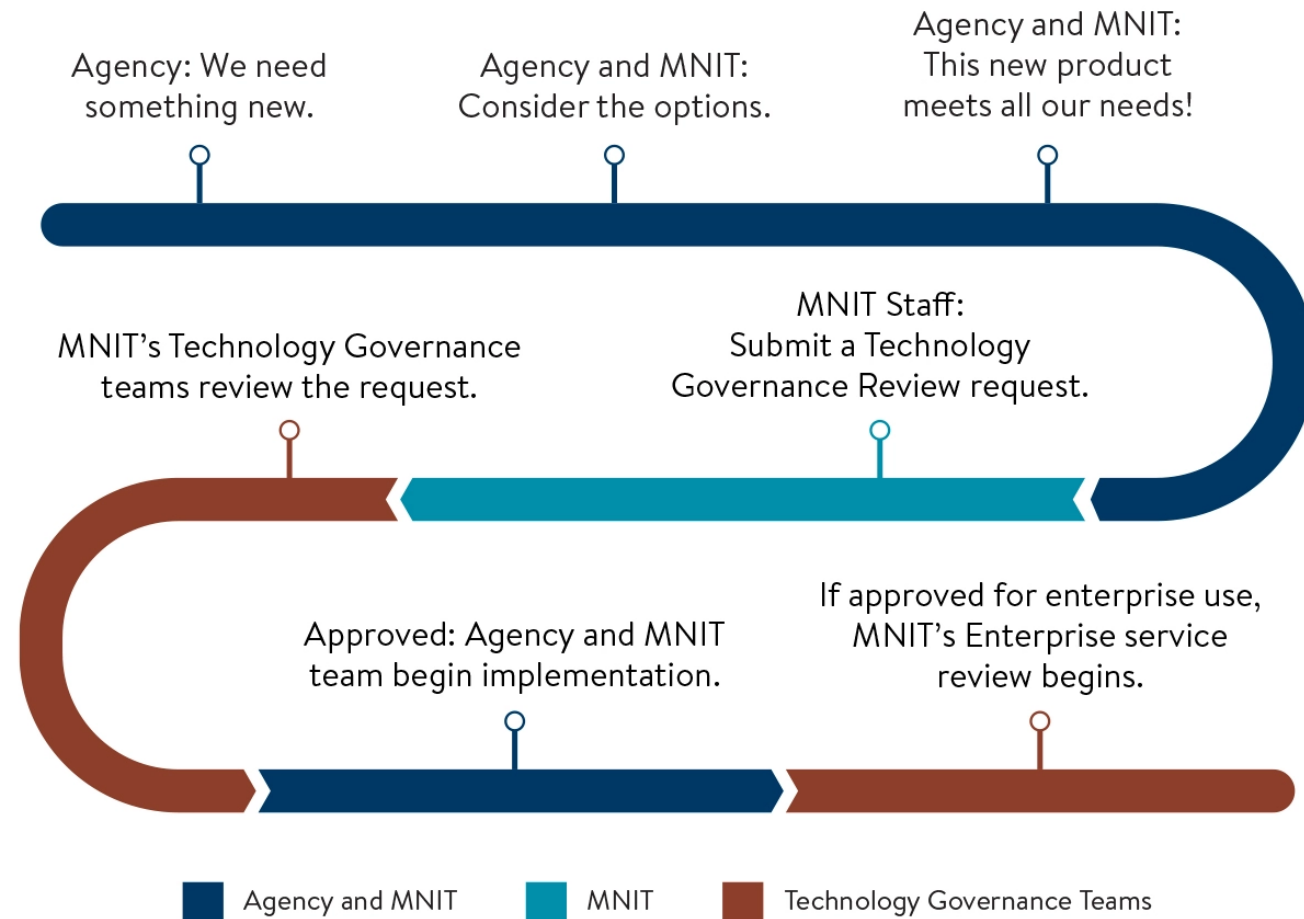 Agency: We need
something new.
Agency and MNIT:
Consider the options.
Agency and MNIT:
This new product
meets all our needs!
MNIT Staff:
Submit a Technology
Governance Review request.
MNIT’s Technology Governance
teams review the request.
Approved: Agency and MNIT
team begin implementation.
If approved for enterprise use,
MNIT’s Enterprise service
review begins.
Agency and MNIT
MNIT
Technology Governance Teams